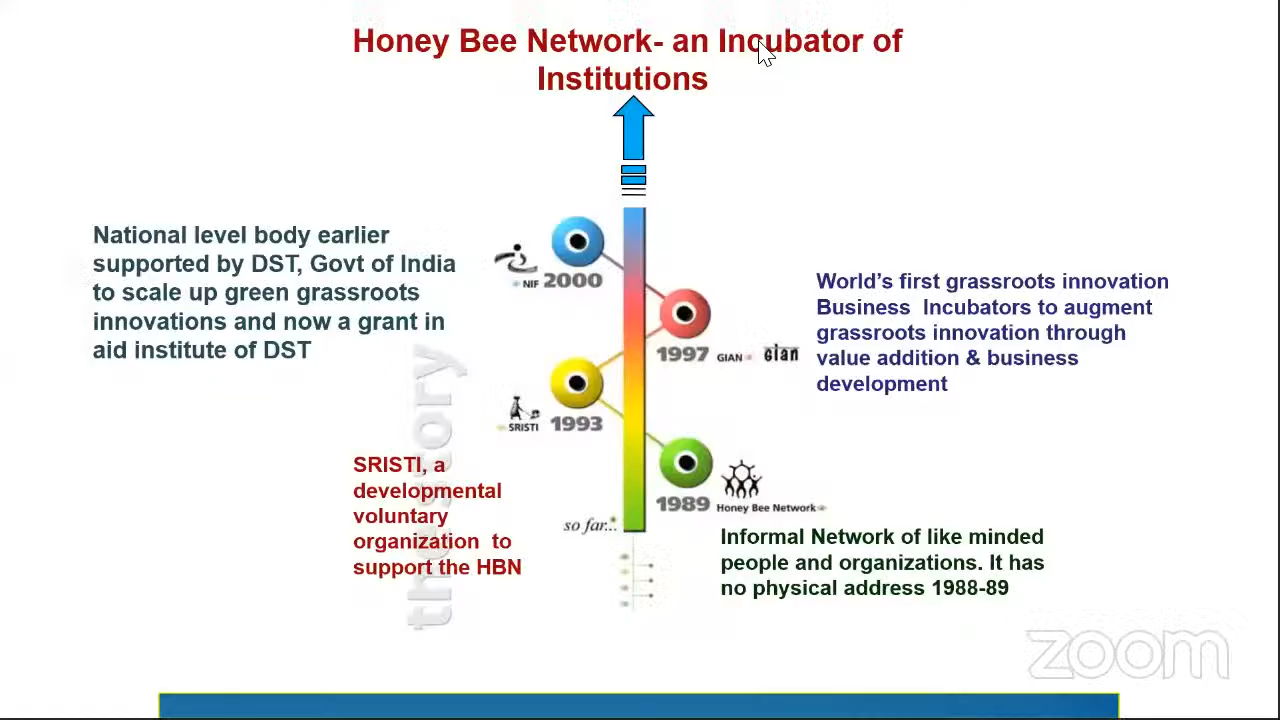 Honey Bee Network- an Incubator of
Institutions
National level body earlier
supported by DST, Govt of India
to scale up green grassroots
innovations and now a grant in
aid institute of DST
NIF 2000
World's first grassroots innovation
Business Incubators to augment
grassroots innovation through
value addition & business
development
1997 GIAN gian
SRISTI 1993
SRISTI, a
developmental
voluntary
organization to
support the HBN
thestory
1989 Honey Bee Network
so far...
Informal Network of like minded
people and organizations. It has
no physical address 1988-89
zoom